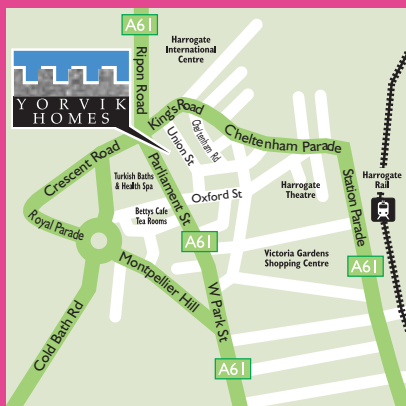 A61
Ripon Road
Harrogate
International
Centre
YORVIK
HOMES
King's Road
Union St
Cheltenham Rd
Cheltenham Parade
Crescent Road
Turkish Baths
& Health Spa
Parliament St
Oxford St
Harrogate
Theatre
Station Parade
Harrogate
Rail
Royal Parade
Bettys Cafe
Tea Rooms
A61
Victoria Gardens
Shopping Centre
A61
Montpellier Hill
W Park St
Cold Bath Rd
A61